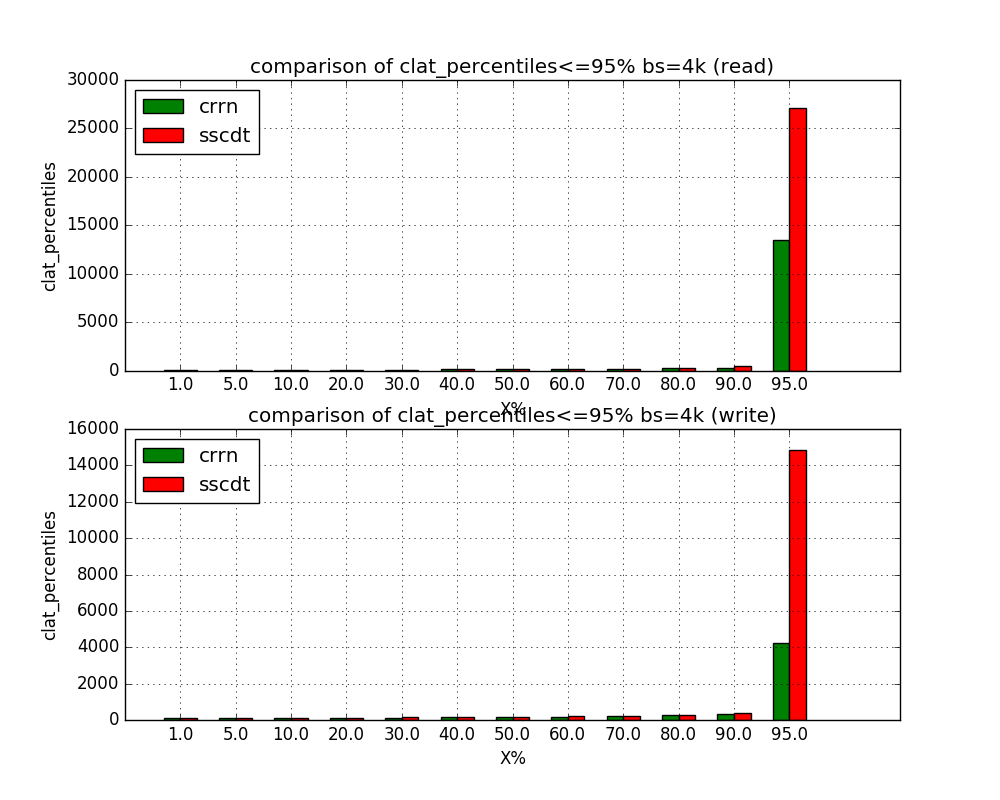 comparison of clat_percentiles<=95% bs=4k (read)
30000
25000
20000
15000
10000
5000
0
clat_percentiles
crrn
sscdt
1.0 5.0 10.0 20.0 30.0 40.0 50.0 60.0 70.0 80.0 90.0 95.0
X%
comparison of clat_percentiles<=95% bs=4k (write)
16000
14000
12000
10000
8000
6000
4000
2000
0
clat_percentiles
crrn
sscdt
1.0 5.0 10.0 20.0 30.0 40.0 50.0 60.0 70.0 80.0 90.0 95.0
X%